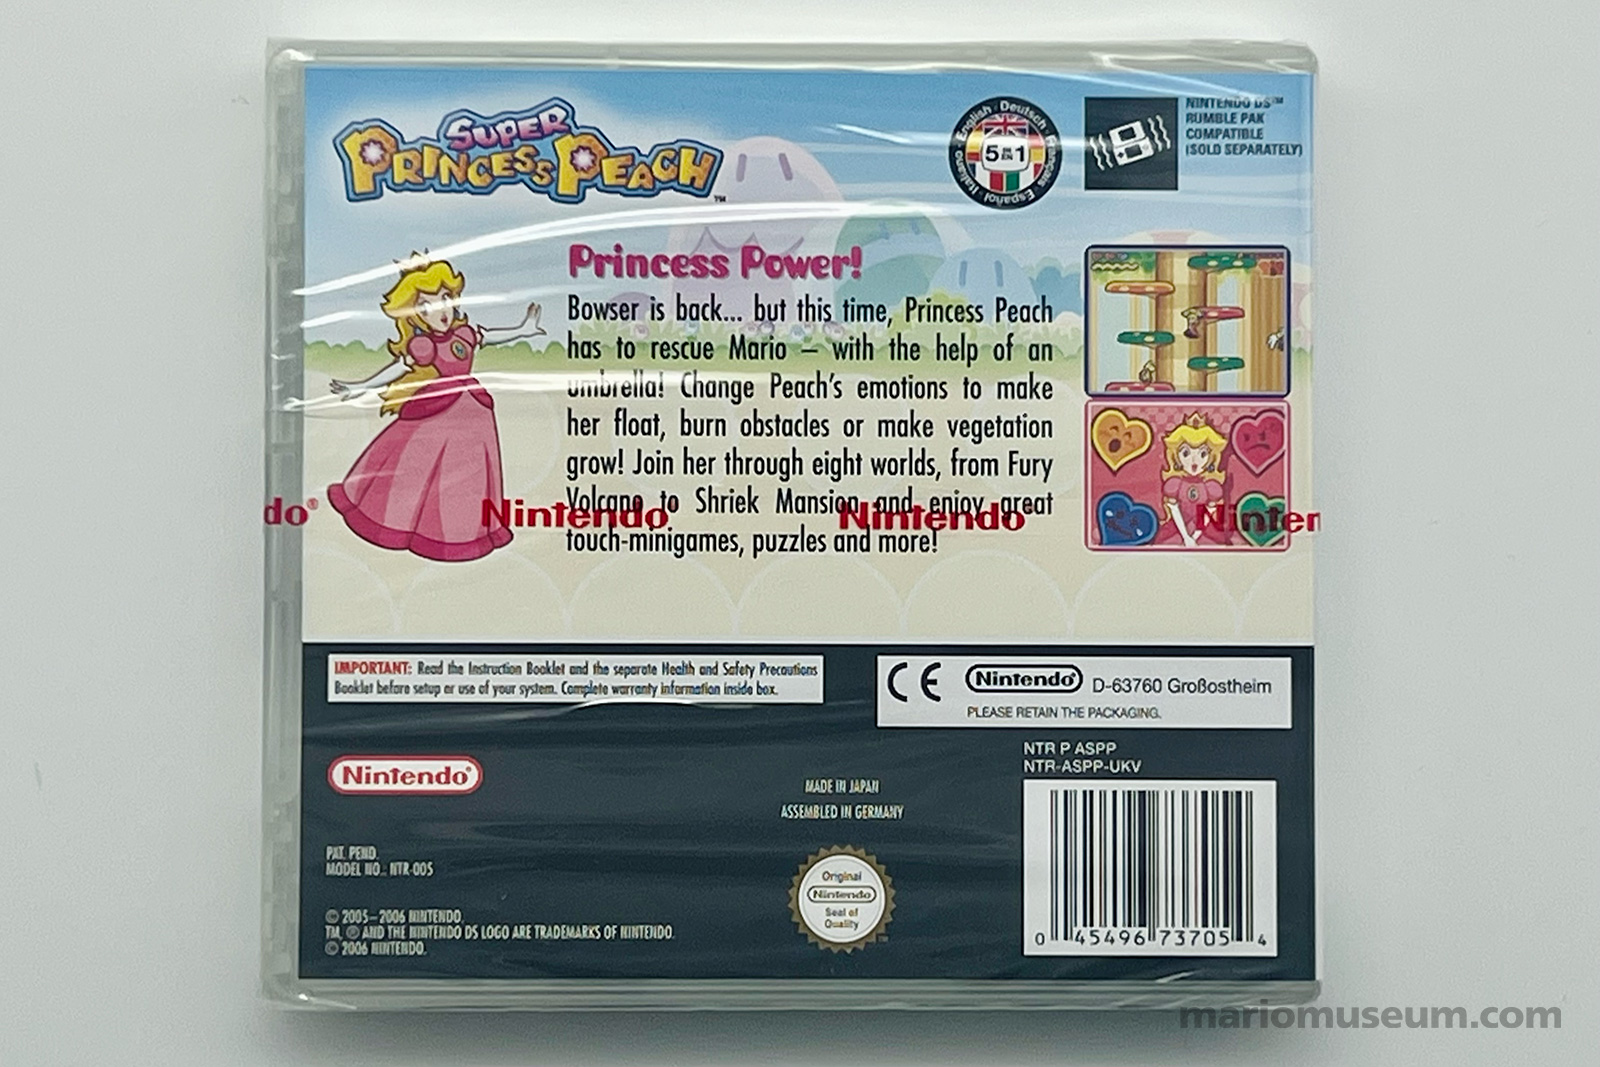 SUPER
PRINCESS PEACH™
English · Deutsch · Français · Español · Italiano
5 IN 1
NINTENDO DS™
RUMBLE PAK
COMPATIBLE
(SOLD SEPARATELY)
Princess Power!
Bowser is back... but this time, Princess Peach
has to rescue Mario – with the help of an
umbrella! Change Peach's emotions to make
her float, burn obstacles or make vegetation
grow! Join her through eight worlds, from Fury
Volcano to Shriek Mansion and enjoy great
touch-minigames, puzzles and more!
do® Nintendo Nintendo® Ninten
IMPORTANT: Read the Instruction Booklet and the separate Health and Safety Precautions
Booklet before setup or use of your system. Complete warranty information inside box.
CE Nintendo® D-63760 Großostheim
PLEASE RETAIN THE PACKAGING.
NTR P ASPP
NTR-ASPP-UKV
Nintendo®
MADE IN JAPAN
ASSEMBLED IN GERMANY
PAT. PEND.
MODEL NO.: NTR-005
Original
Nintendo
Seal of
Quality
™
© 2005–2006 NINTENDO.
TM, ® AND THE NINTENDO DS LOGO ARE TRADEMARKS OF NINTENDO.
© 2006 NINTENDO.
0 45496 73705 4
mariomuseum.com